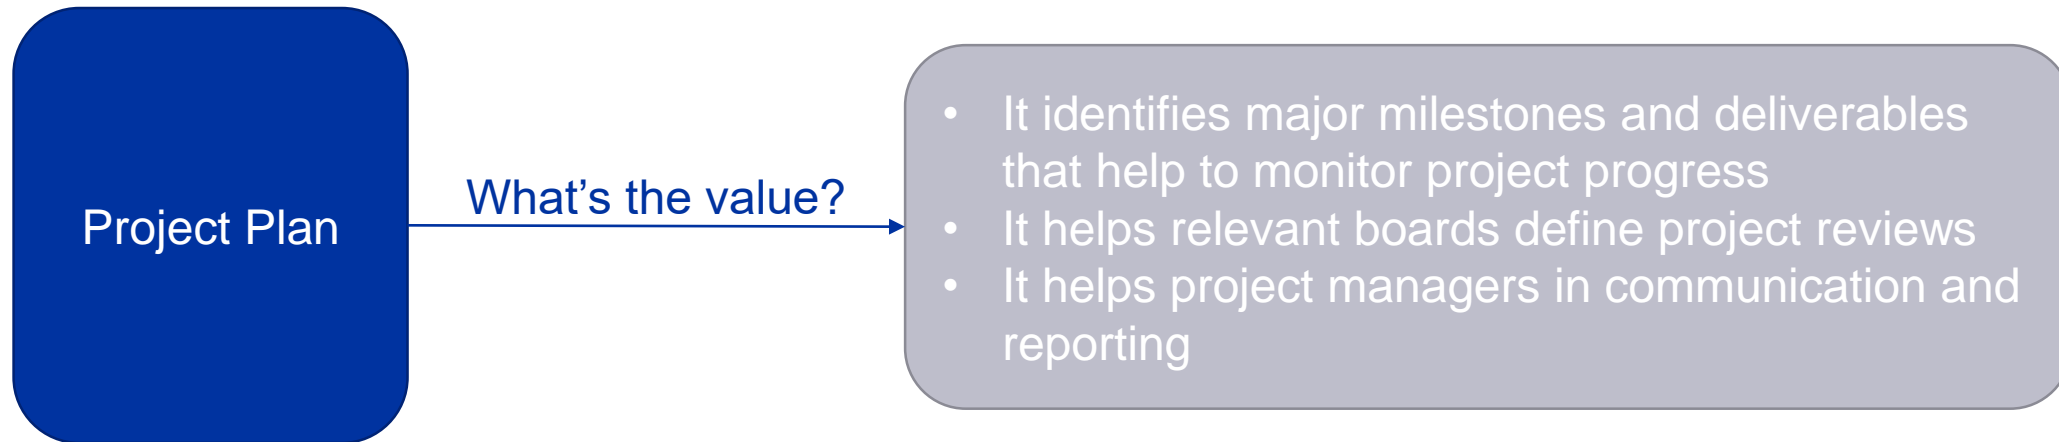 Project Plan
What’s the value?
• It identifies major milestones and deliverables
that help to monitor project progress
• It helps relevant boards define project reviews
• It helps project managers in communication and
reporting